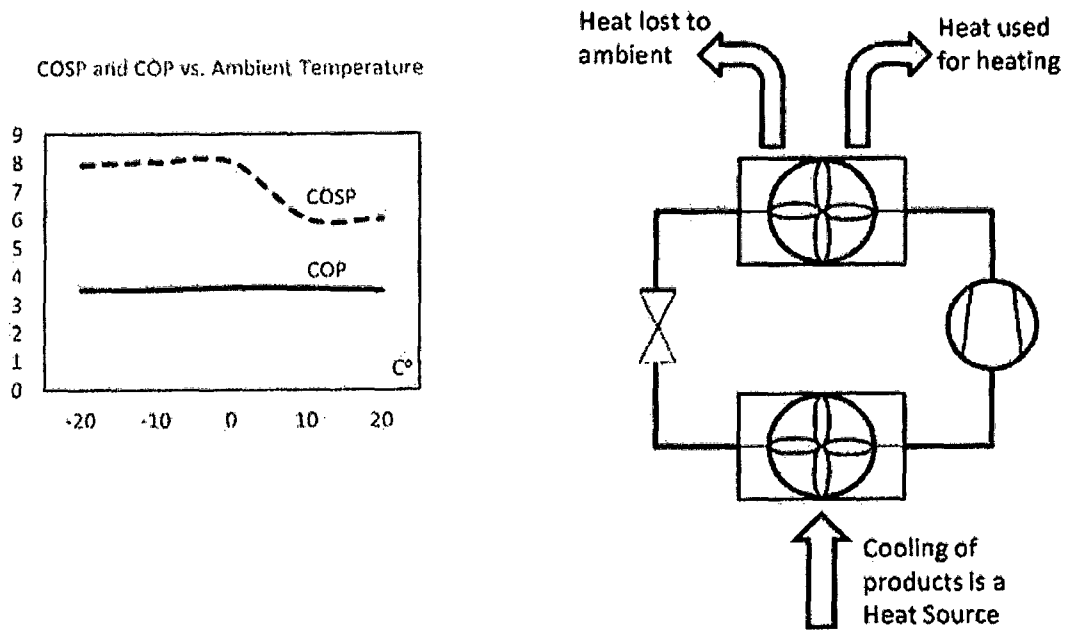 COSP and COP vs. Ambient Temperature
9
8
7
6
5
4
3
2
1
0
COSP
COP
C°
-20 -10 0 10 20
Heat lost to
ambient
Heat used
for heating
Cooling of
products is a
Heat Source